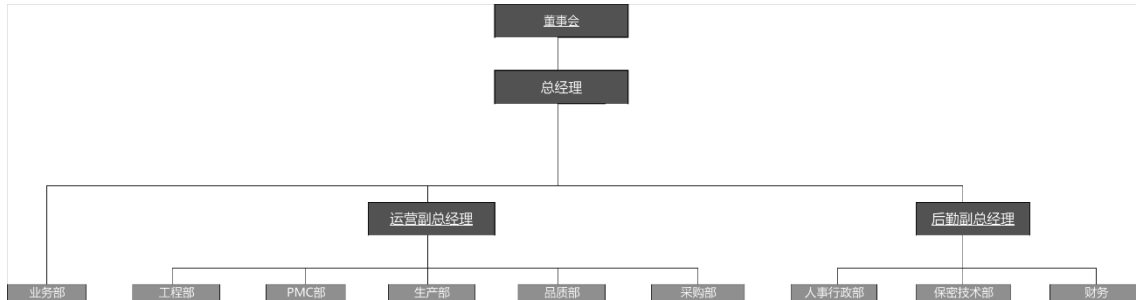 董事会
总经理
运营副总经理
后勤副总经理
业务部
工程部
PMC部
生产部
品质部
采购部
人事行政部
保密技术部
财务